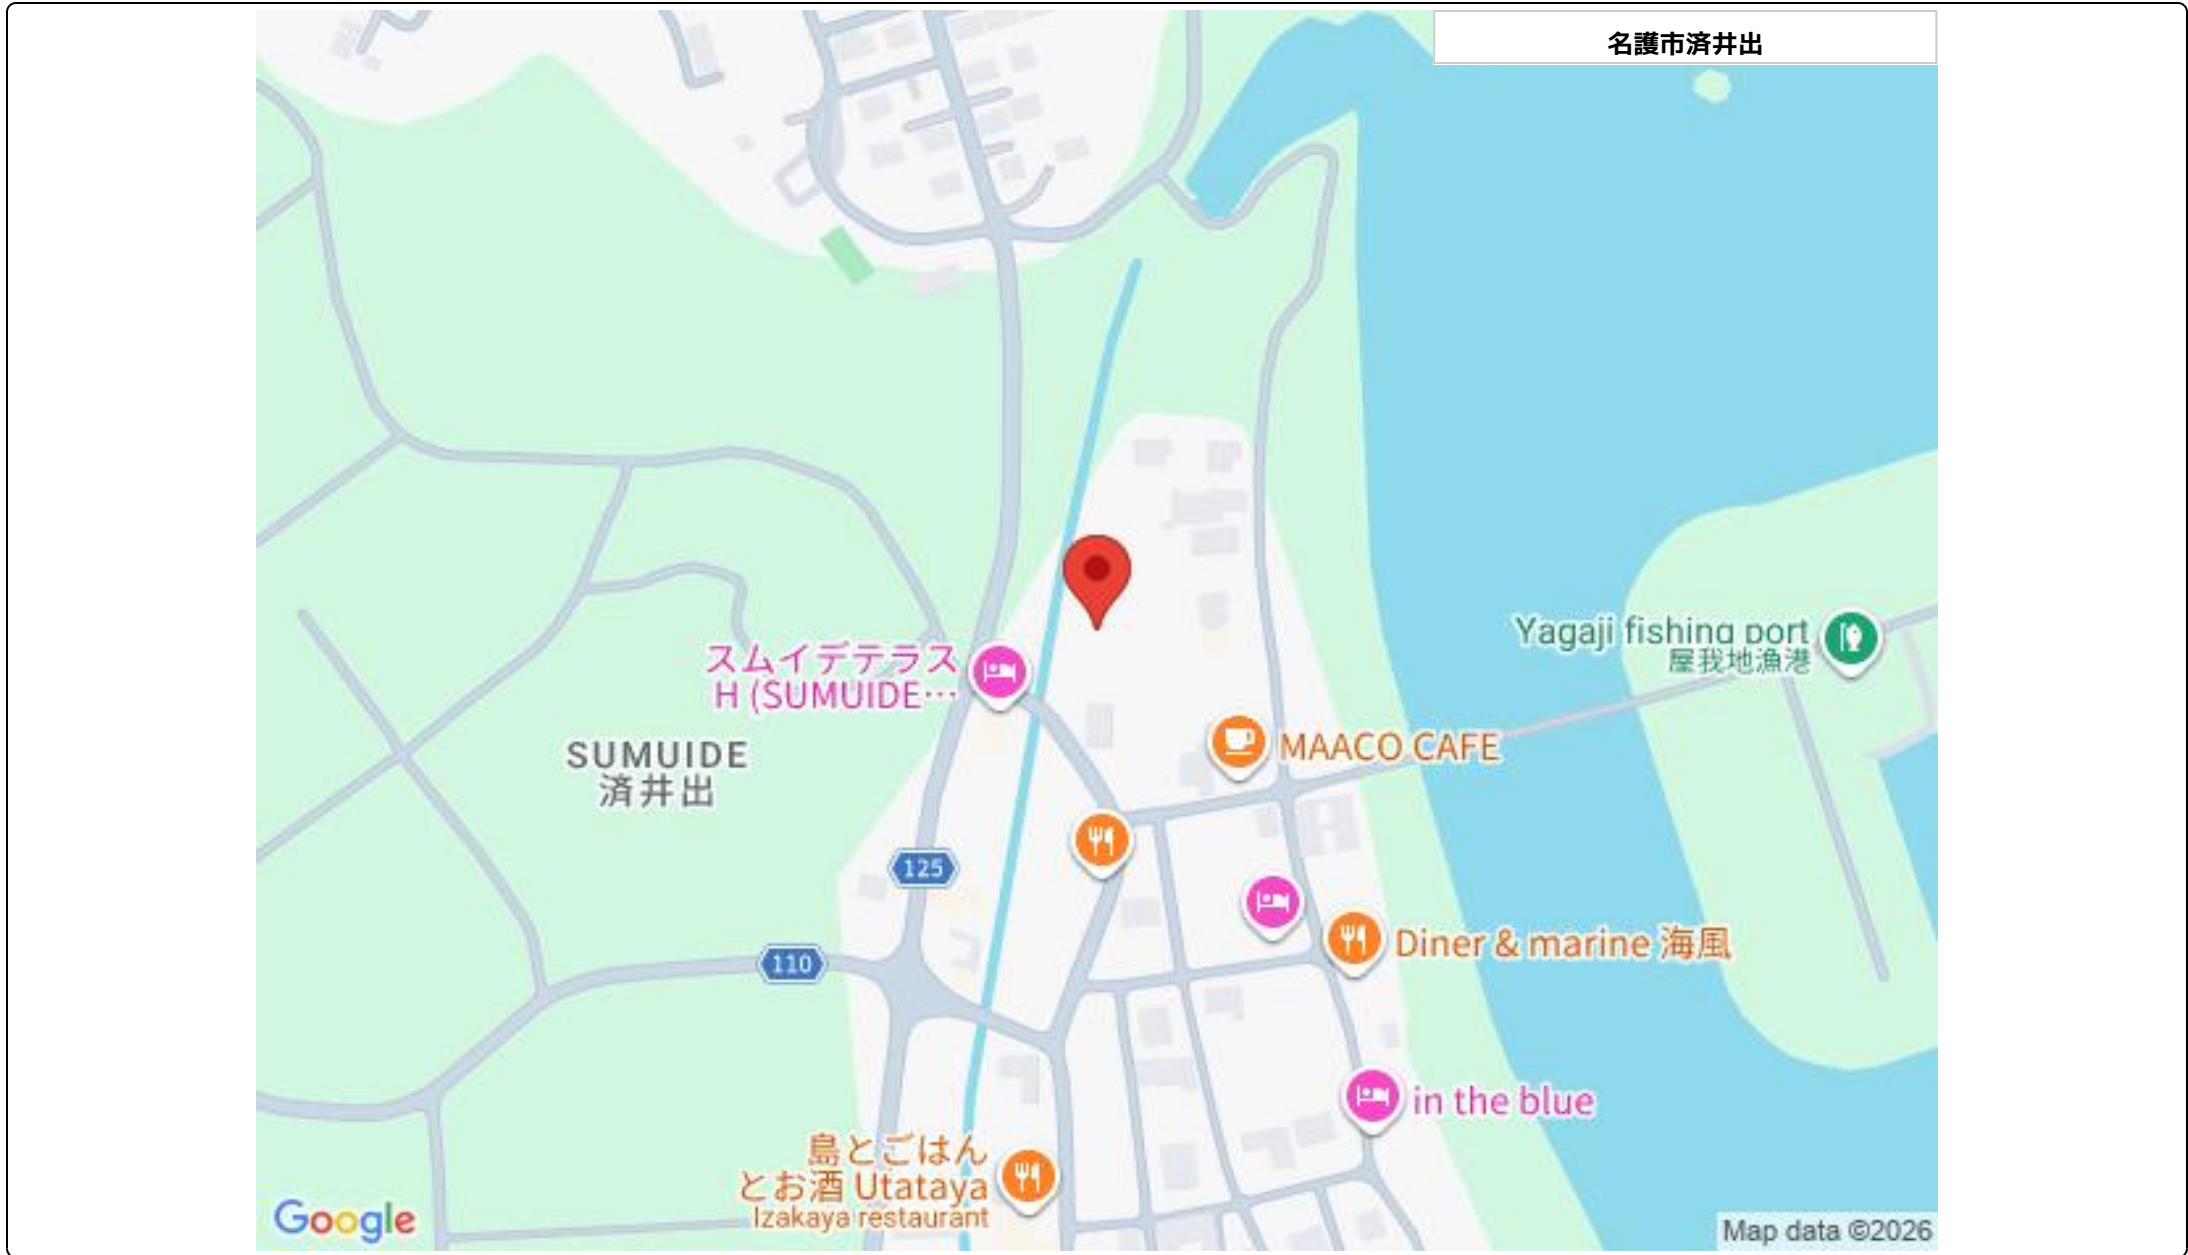 名護市済井出
Yagaji fishing port
屋我地漁港
スムイデテラス
H (SUMUIDE…
MAACO CAFE
SUMUIDE
済井出
125
Diner & marine 海風
110
in the blue
島とごはん
とお酒 Utataya
Izakaya restaurant
Google
Map data ©2026